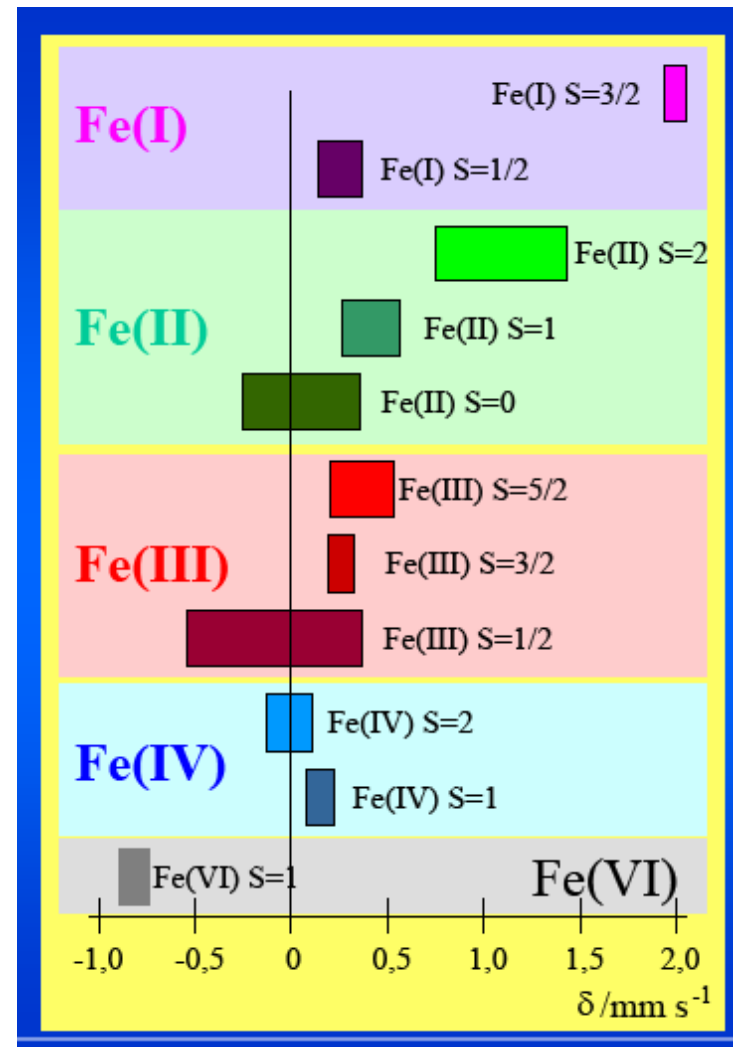 Fe(I) S=3/2
Fe(I)
Fe(I) S=1/2
Fe(II) S=2
Fe(II)
Fe(II) S=1
Fe(II) S=0
Fe(III) S=5/2
Fe(III)
Fe(III) S=3/2
Fe(III) S=1/2
Fe(IV) S=2
Fe(IV)
Fe(IV) S=1
Fe(VI) S=1
Fe(VI)
-1,0 -0,5 0 0,5 1,0 1,5 2,0
δ /mm s⁻¹